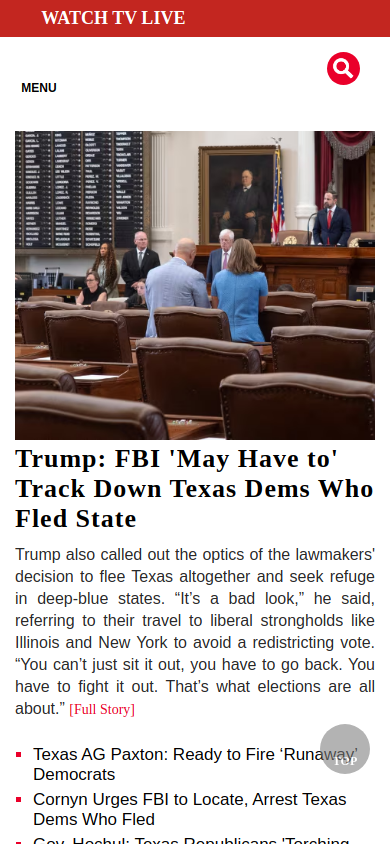 WATCH TV LIVE
MENU
Trump: FBI 'May Have to'
Track Down Texas Dems Who
Fled State
Trump also called out the optics of the lawmakers'
decision to flee Texas altogether and seek refuge
in deep-blue states. “It’s a bad look,” he said,
referring to their travel to liberal strongholds like
Illinois and New York to avoid a redistricting vote.
“You can’t just sit it out, you have to go back. You
have to fight it out. That’s what elections are all
about.” [Full Story]
Texas AG Paxton: Ready to Fire ‘Runaway’
Democrats
TOP
Cornyn Urges FBI to Locate, Arrest Texas
Dems Who Fled
Gov. Hochul: Texas Republicans 'Torching